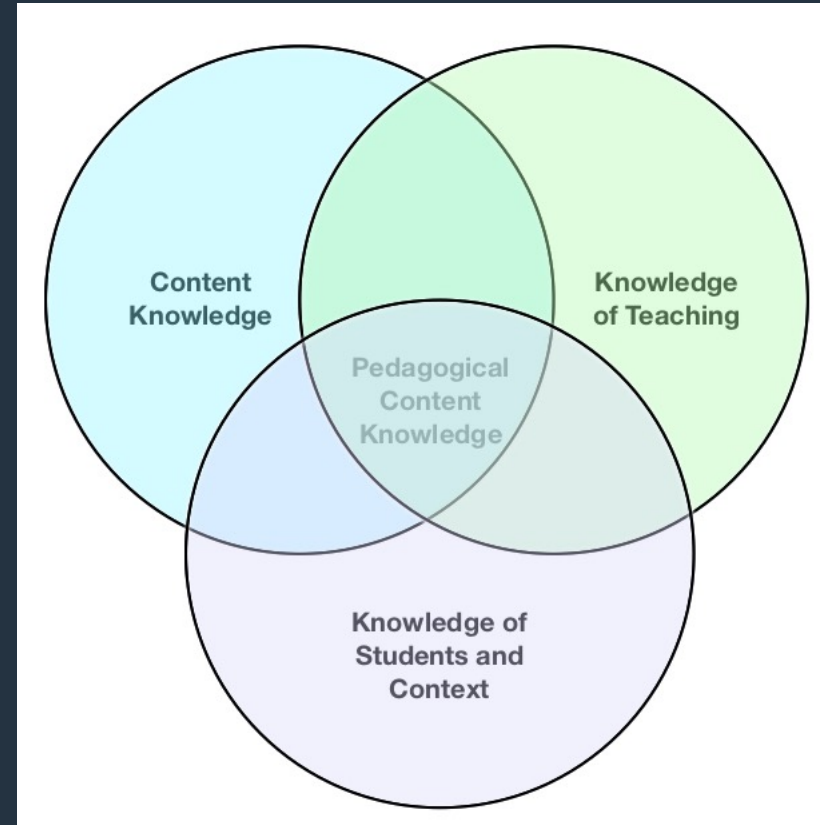 Content
Knowledge
Knowledge
of Teaching
Pedagogical
Content
Knowledge
Knowledge of
Students and
Context